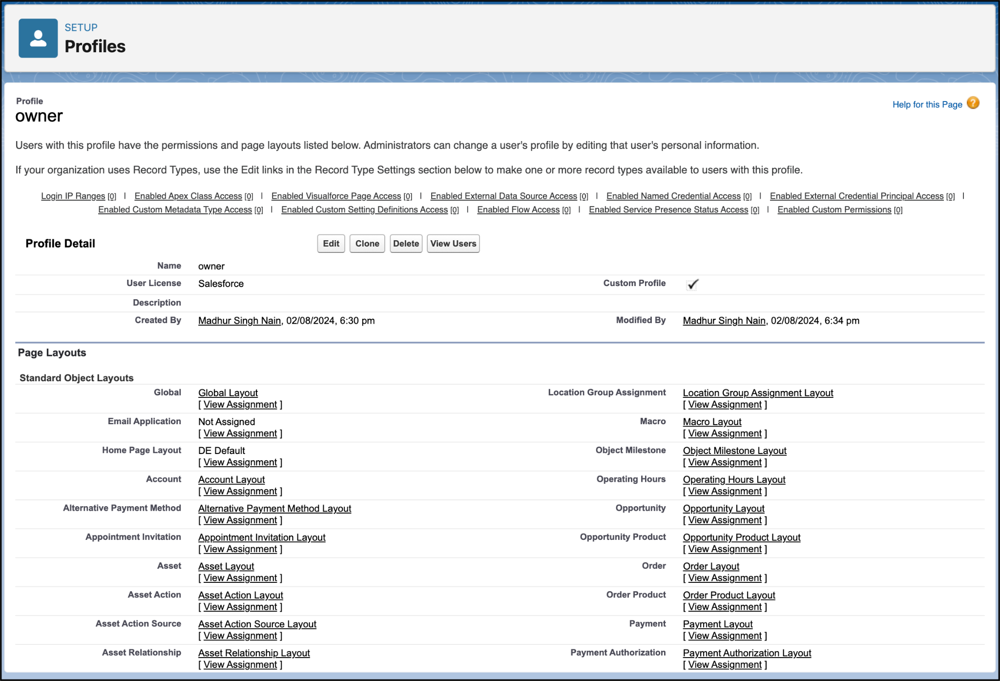 SETUP
Profiles
Profile
owner
Help for this Page ?
Users with this profile have the permissions and page layouts listed below. Administrators can change a user's profile by editing that user's personal information.
If your organization uses Record Types, use the Edit links in the Record Type Settings section below to make one or more record types available to users with this profile.
Login IP Ranges [0] | Enabled Apex Class Access [0] | Enabled Visualforce Page Access [0] | Enabled External Data Source Access [0] | Enabled Named Credential Access [0] | Enabled External Credential Principal Access [0] |
Enabled Custom Metadata Type Access [0] | Enabled Custom Setting Definitions Access [0] | Enabled Flow Access [0] | Enabled Service Presence Status Access [0] | Enabled Custom Permissions [0]
Profile Detail Edit Clone Delete View Users
Name owner
User License Salesforce Custom Profile ✓
Description
Created By Madhur Singh Nain, 02/08/2024, 6:30 pm Modified By Madhur Singh Nain, 02/08/2024, 6:34 pm
Page Layouts
Standard Object Layouts
Global Global Layout Location Group Assignment Location Group Assignment Layout
[ View Assignment ] [ View Assignment ]
Email Application Not Assigned Macro Macro Layout
[ View Assignment ] [ View Assignment ]
Home Page Layout DE Default Object Milestone Object Milestone Layout
[ View Assignment ] [ View Assignment ]
Account Account Layout Operating Hours Operating Hours Layout
[ View Assignment ] [ View Assignment ]
Alternative Payment Method Alternative Payment Method Layout Opportunity Opportunity Layout
[ View Assignment ] [ View Assignment ]
Appointment Invitation Appointment Invitation Layout Opportunity Product Opportunity Product Layout
[ View Assignment ] [ View Assignment ]
Asset Asset Layout Order Order Layout
[ View Assignment ] [ View Assignment ]
Asset Action Asset Action Layout Order Product Order Product Layout
[ View Assignment ] [ View Assignment ]
Asset Action Source Asset Action Source Layout Payment Payment Layout
[ View Assignment ] [ View Assignment ]
Asset Relationship Asset Relationship Layout Payment Authorization Payment Authorization Layout
[ View Assignment ] [ View Assignment ]